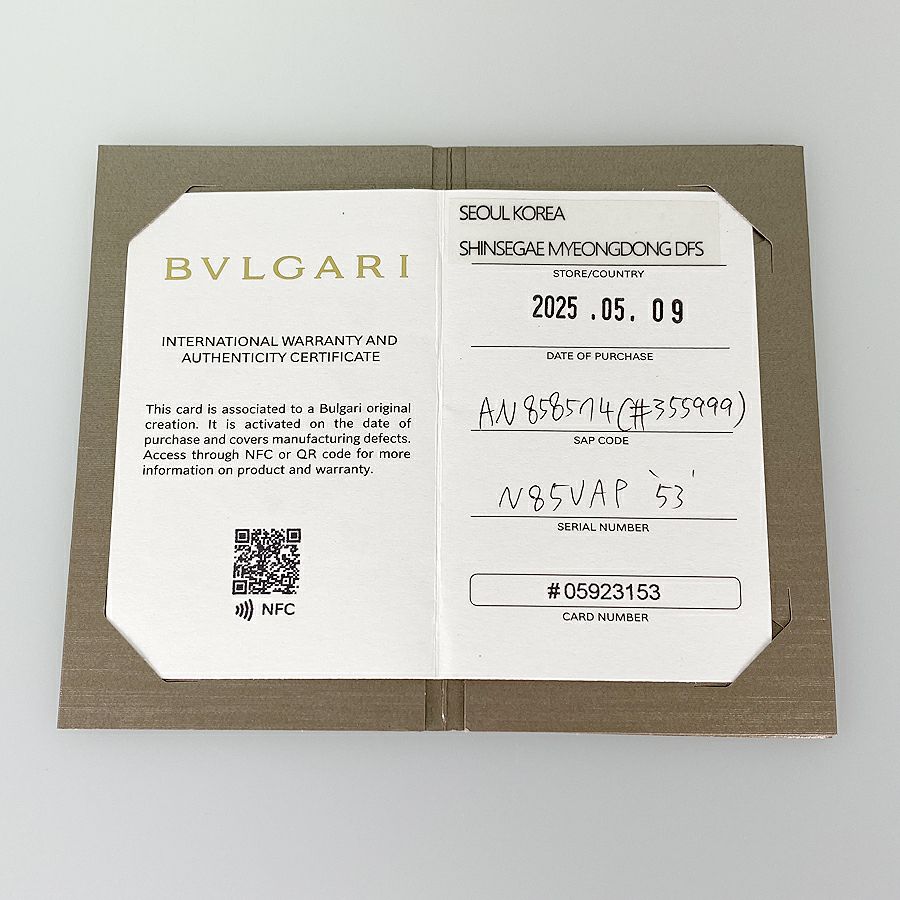 BVLGARI
INTERNATIONAL WARRANTY AND
AUTHENTICITY CERTIFICATE
This card is associated to a Bulgari original
creation. It is activated on the date of
purchase and covers manufacturing defects.
Access through NFC or QR code for more
information on product and warranty.
NFC
SEOUL KOREA
SHINSEGAE MYEONGDONG DFS
STORE/COUNTRY
2025 .05. 09
DATE OF PURCHASE
AN858574(#355999)
SAP CODE
N85VAP '53'
SERIAL NUMBER
#05923153
CARD NUMBER